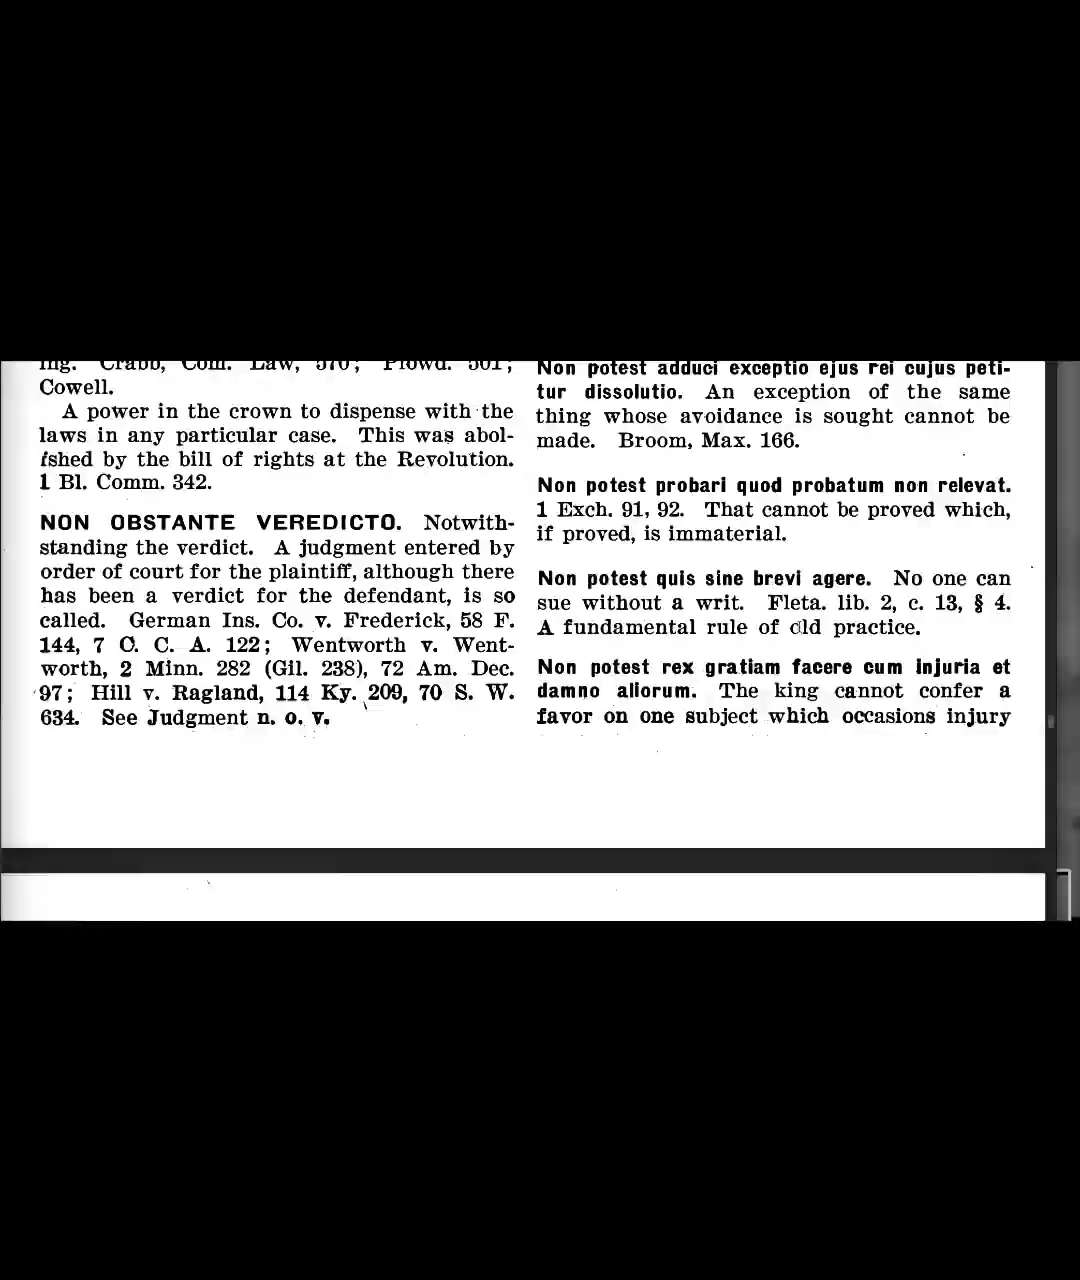 ing. Crabb, Com. Law, 570; Plowd. 501;
Cowell.
A power in the crown to dispense with the
laws in any particular case. This was abol-
ished by the bill of rights at the Revolution.
1 Bl. Comm. 342.
NON OBSTANTE VEREDICTO. Notwith-
standing the verdict. A judgment entered by
order of court for the plaintiff, although there
has been a verdict for the defendant, is so
called. German Ins. Co. v. Frederick, 58 F.
144, 7 C. C. A. 122; Wentworth v. Went-
worth, 2 Minn. 282 (Gil. 238), 72 Am. Dec.
97; Hill v. Ragland, 114 Ky. 209, 70 S. W.
634. See Judgment n. o. v.
Non potest adduci exceptio ejus rei cujus peti-
tur dissolutio. An exception of the same
thing whose avoidance is sought cannot be
made. Broom, Max. 166.
Non potest probari quod probatum non relevat.
1 Exch. 91, 92. That cannot be proved which,
if proved, is immaterial.
Non potest quis sine brevi agere. No one can
sue without a writ. Fleta. lib. 2, c. 13, § 4.
A fundamental rule of old practice.
Non potest rex gratiam facere cum injuria et
damno aliorum. The king cannot confer a
favor on one subject which occasions injury